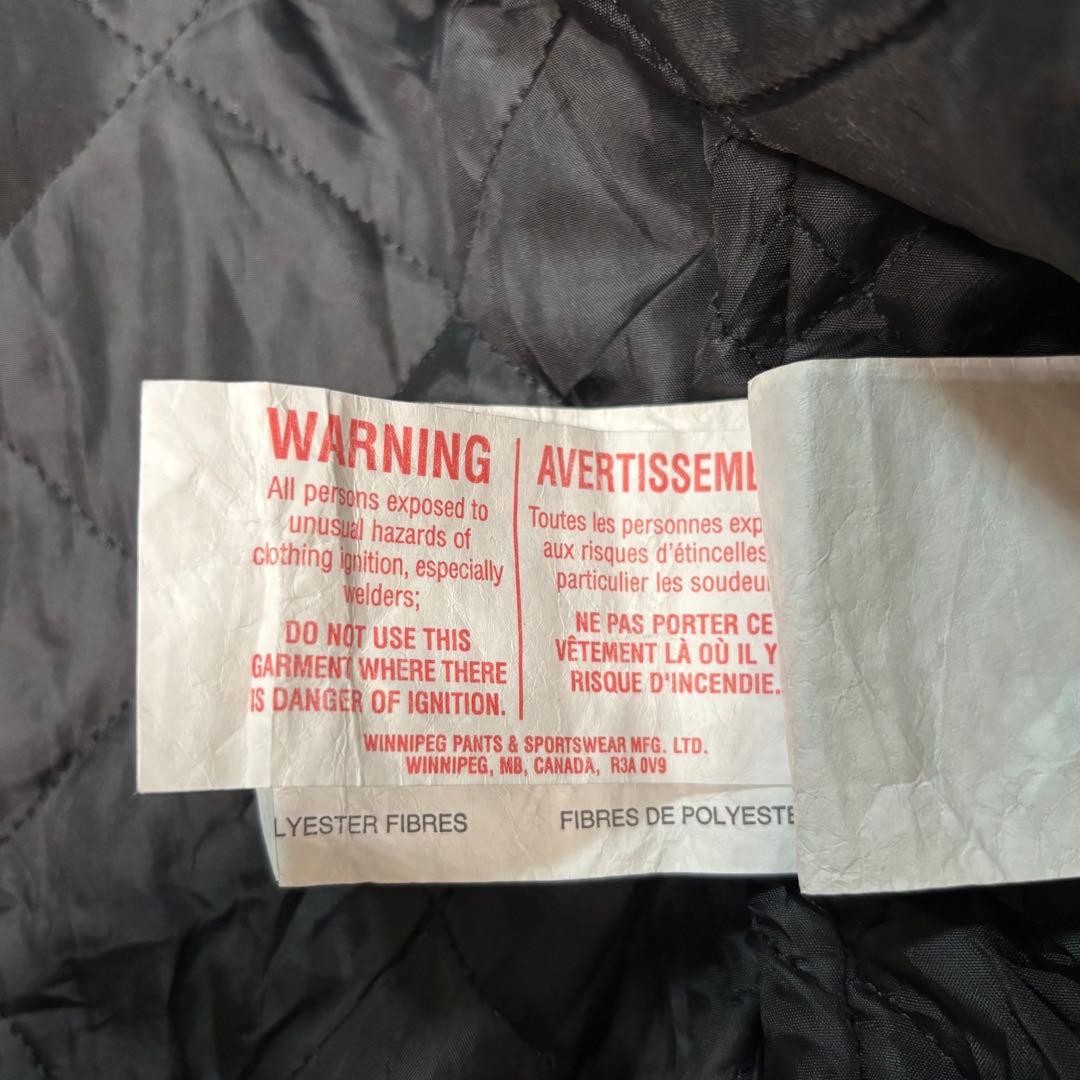 WARNING
All persons exposed to
unusual hazards of
clothing ignition, especially
welders;
DO NOT USE THIS
GARMENT WHERE THERE
IS DANGER OF IGNITION.
AVERTISSEM
Toutes les personnes exp
aux risques d'étincelles
particulier les soudeu
NE PAS PORTER CE
VÊTEMENT LÀ OÙ IL Y
RISQUE D'INCENDIE.
WINNIPEG PANTS & SPORTSWEAR MFG. LTD.
WINNIPEG, MB, CANADA, R3A 0V9
LYESTER FIBRES
FIBRES DE POLYESTE